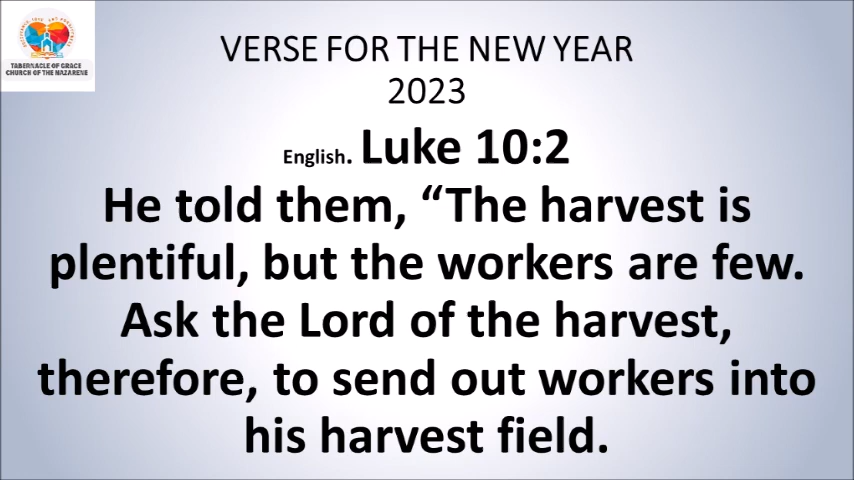 TABERNACLE OF GRACE
CHURCH OF THE NAZARENE
VERSE FOR THE NEW YEAR
2023
English. Luke 10:2
He told them, “The harvest is
plentiful, but the workers are few.
Ask the Lord of the harvest,
therefore, to send out workers into
his harvest field.